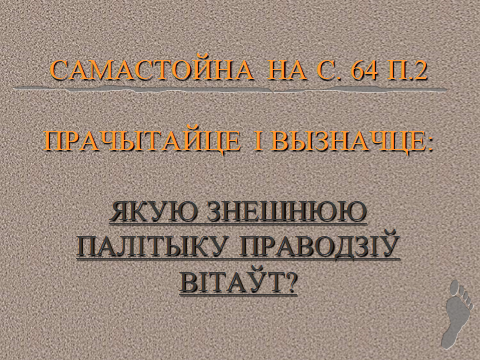 САМАСТОЙНА НА С. 64 П.2
ПРАЧЫТАЙЦЕ І ВЫЗНАЧЦЕ:
ЯКУЮ ЗНЕШНЮЮ
ПАЛІТЫКУ ПРАВОДЗІЎ
ВІТАЎТ?